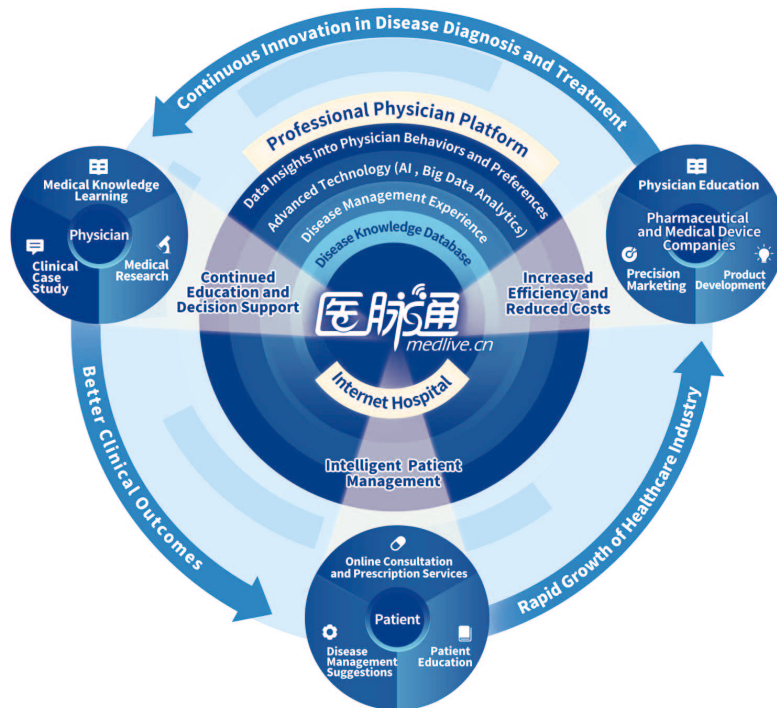 Continuous Innovation in Disease Diagnosis and Treatment
Professional Physician Platform
Data Insights into Physician Behaviors and Preferences
Advanced Technology (AI , Big Data Analytics)
Disease Management Experience
Disease Knowledge Database
Medical Knowledge
Learning
Physician
Clinical
Case
Study
Medical
Research
Physician Education
Pharmaceutical
and Medical Device
Companies
Precision
Marketing
Product
Development
Continued
Education and
Decision Support
Increased
Efficiency and
Reduced Costs
医脉通
medlive.cn
Internet Hospital
Intelligent Patient
Management
Better Clinical Outcomes
Rapid Growth of Healthcare Industry
Online Consultation
and Prescription Services
Patient
Disease
Management
Suggestions
Patient
Education